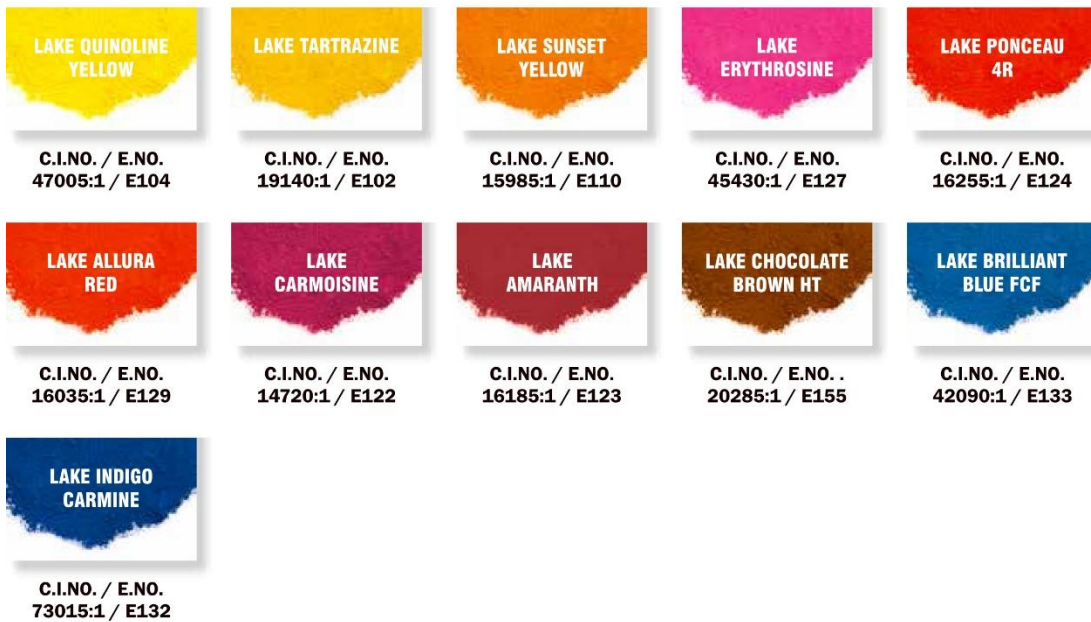 LAKE QUINOLINE
YELLOW
C.I.NO. / E.NO.
47005:1 / E104
LAKE TARTRAZINE
C.I.NO. / E.NO.
19140:1 / E102
LAKE SUNSET
YELLOW
C.I.NO. / E.NO.
15985:1 / E110
LAKE
ERYTHROSINE
C.I.NO. / E.NO.
45430:1 / E127
LAKE PONCEAU
4R
C.I.NO. / E.NO.
16255:1 / E124
LAKE ALLURA
RED
C.I.NO. / E.NO.
16035:1 / E129
LAKE
CARMOISINE
C.I.NO. / E.NO.
14720:1 / E122
LAKE
AMARANTH
C.I.NO. / E.NO.
16185:1 / E123
LAKE CHOCOLATE
BROWN HT
C.I.NO. / E.NO. .
20285:1 / E155
LAKE BRILLIANT
BLUE FCF
C.I.NO. / E.NO.
42090:1 / E133
LAKE INDIGO
CARMINE
C.I.NO. / E.NO.
73015:1 / E132